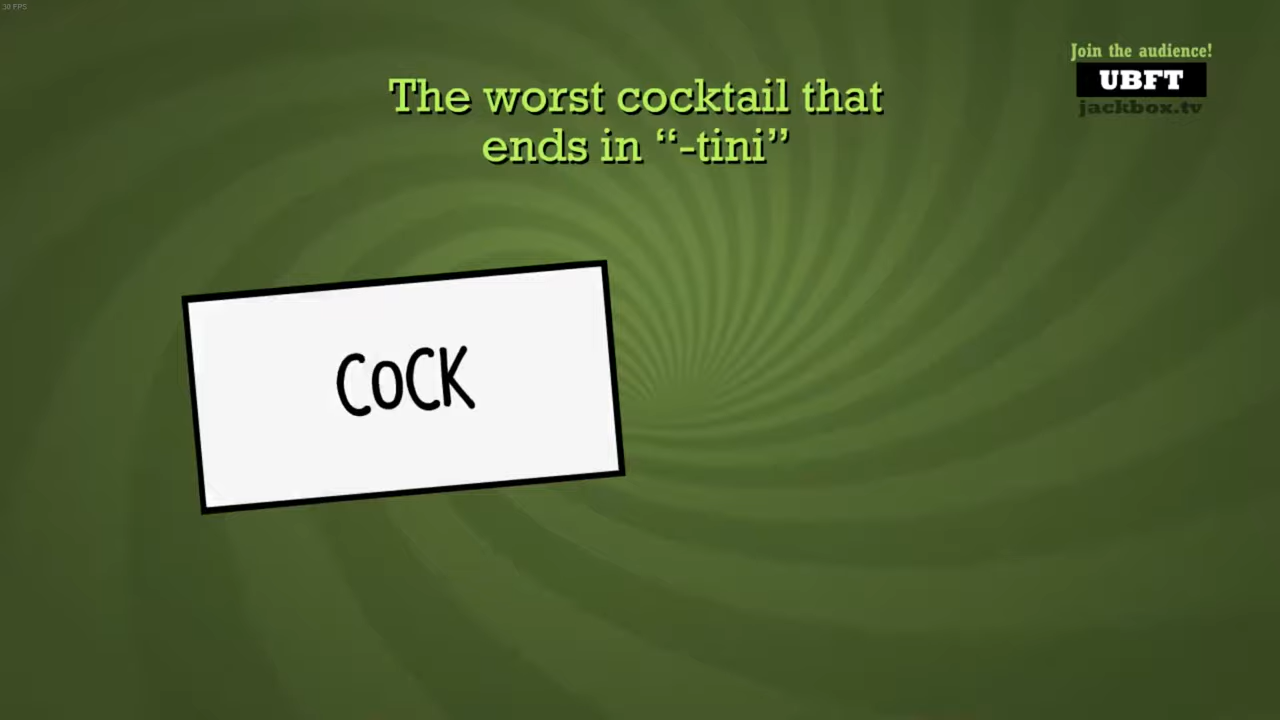 30 FPS
Join the audience!
UBFT
jackbox.tv
The worst cocktail that
ends in “-tini”
COCK